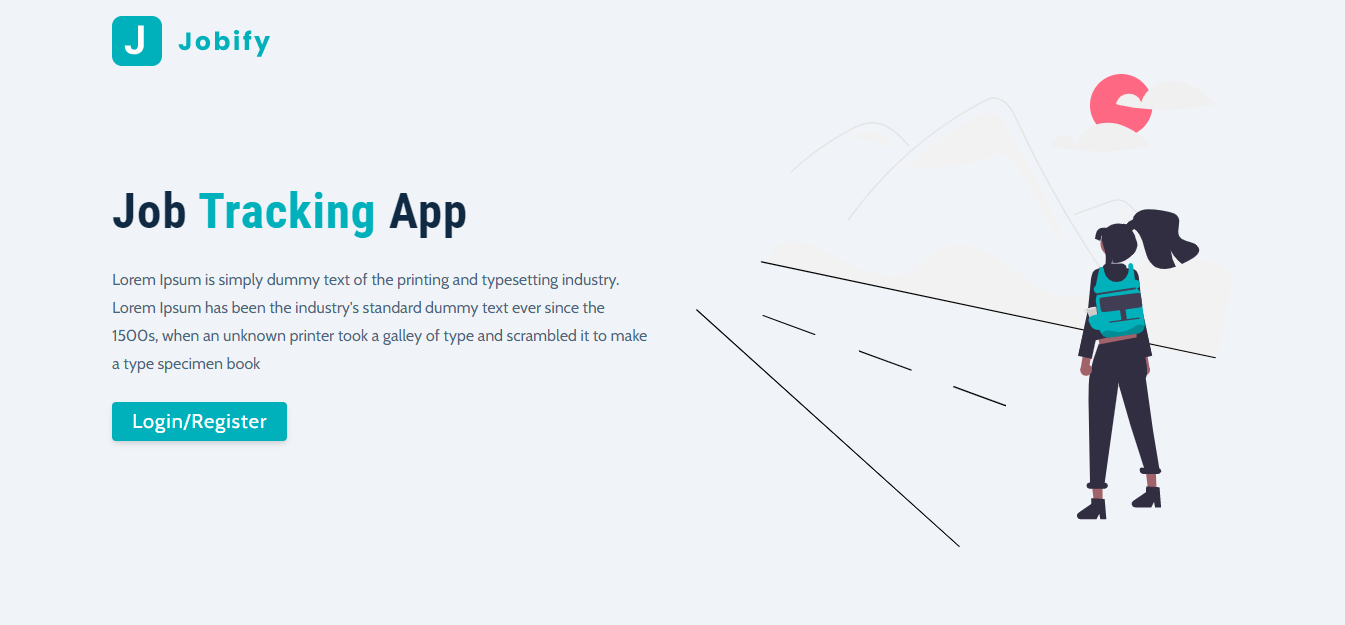 J Jobify
Job Tracking App
Lorem Ipsum is simply dummy text of the printing and typesetting industry.
Lorem Ipsum has been the industry's standard dummy text ever since the
1500s, when an unknown printer took a galley of type and scrambled it to make
a type specimen book
Login/Register